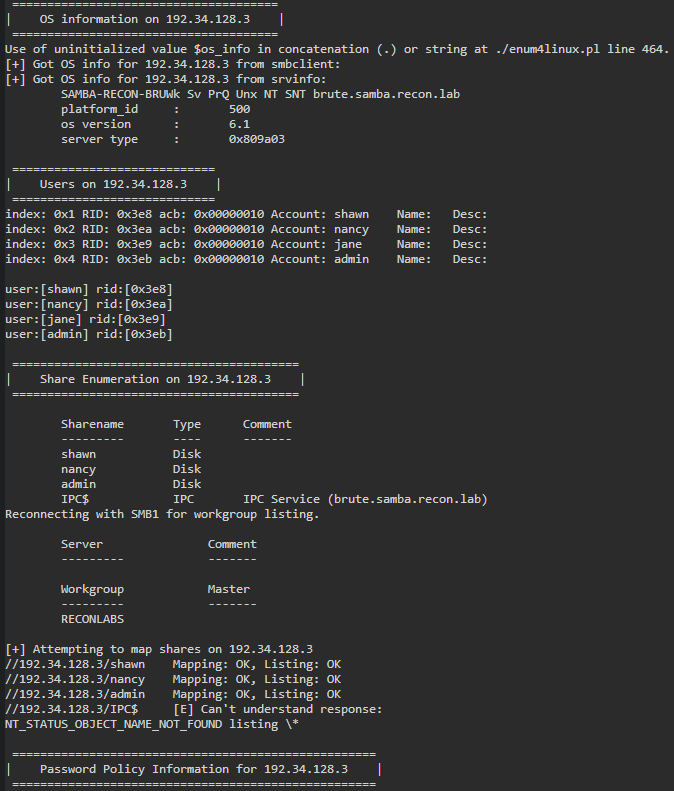 ======================================
|    OS information on 192.34.128.3    |
 ======================================
Use of uninitialized value $os_info in concatenation (.) or string at ./enum4linux.pl line 464.
[+] Got OS info for 192.34.128.3 from smbclient:
[+] Got OS info for 192.34.128.3 from srvinfo:
        SAMBA-RECON-BRUWk Sv PrQ Unx NT SNT brute.samba.recon.lab
        platform_id     :       500
        os version      :       6.1
        server type     :       0x809a03
 =============================
|    Users on 192.34.128.3    |
 =============================
index: 0x1 RID: 0x3e8 acb: 0x00000010 Account: shawn    Name:   Desc:
index: 0x2 RID: 0x3ea acb: 0x00000010 Account: nancy    Name:   Desc:
index: 0x3 RID: 0x3e9 acb: 0x00000010 Account: jane     Name:   Desc:
index: 0x4 RID: 0x3eb acb: 0x00000010 Account: admin    Name:   Desc:
user:[shawn] rid:[0x3e8]
user:[nancy] rid:[0x3ea]
user:[jane] rid:[0x3e9]
user:[admin] rid:[0x3eb]
 =========================================
|    Share Enumeration on 192.34.128.3    |
 =========================================
        Sharename       Type      Comment
        ---------       ----      -------
        shawn           Disk
        nancy           Disk
        admin           Disk
        IPC$            IPC       IPC Service (brute.samba.recon.lab)
Reconnecting with SMB1 for workgroup listing.
        Server               Comment
        ---------            -------
        Workgroup            Master
        ---------            -------
        RECONLABS
[+] Attempting to map shares on 192.34.128.3
//192.34.128.3/shawn    Mapping: OK, Listing: OK
//192.34.128.3/nancy    Mapping: OK, Listing: OK
//192.34.128.3/admin    Mapping: OK, Listing: OK
//192.34.128.3/IPC$     [E] Can't understand response:
NT_STATUS_OBJECT_NAME_NOT_FOUND listing \*
 ====================================================
|    Password Policy Information for 192.34.128.3    |
 ====================================================